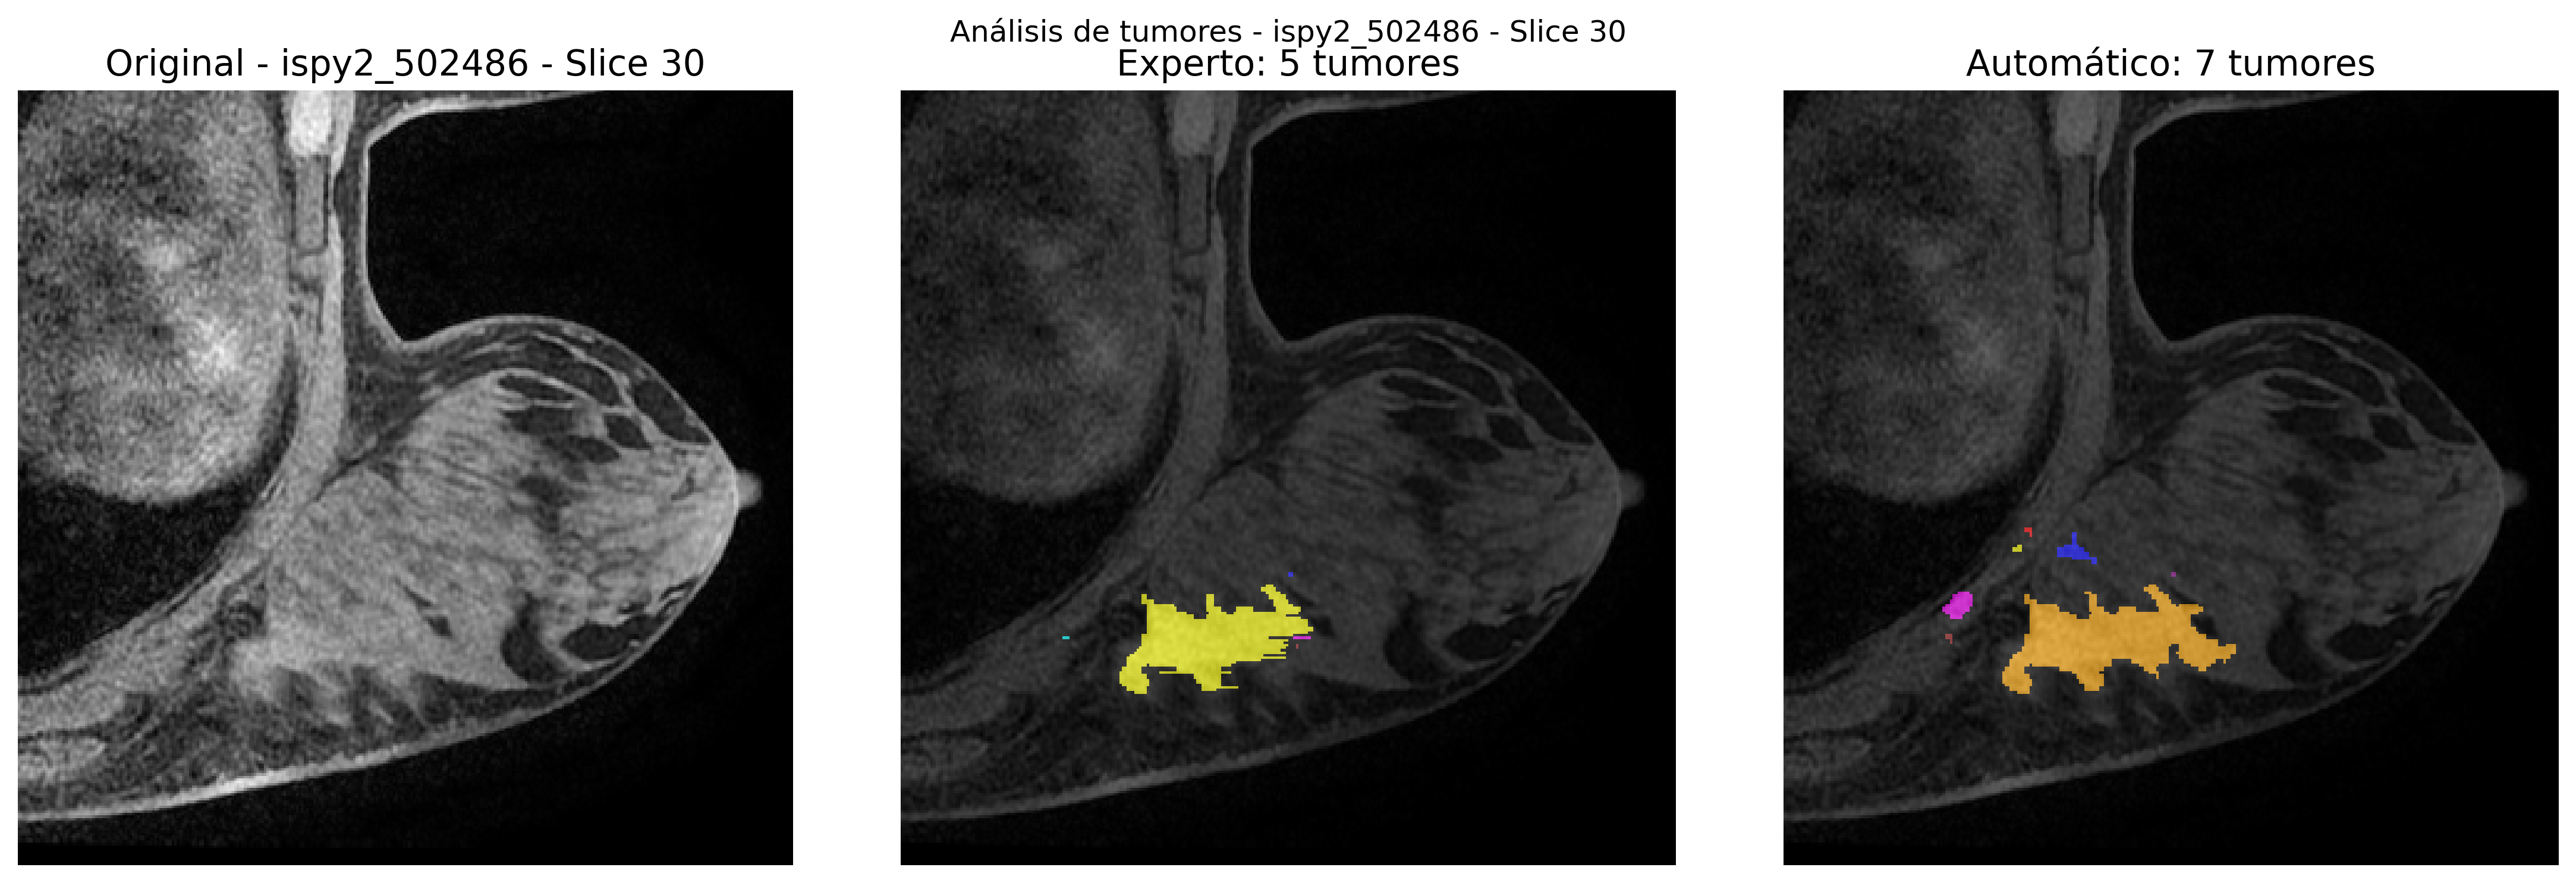 Análisis de tumores - ispy2_502486 - Slice 30
Original - ispy2_502486 - Slice 30
Experto: 5 tumores
Automático: 7 tumores